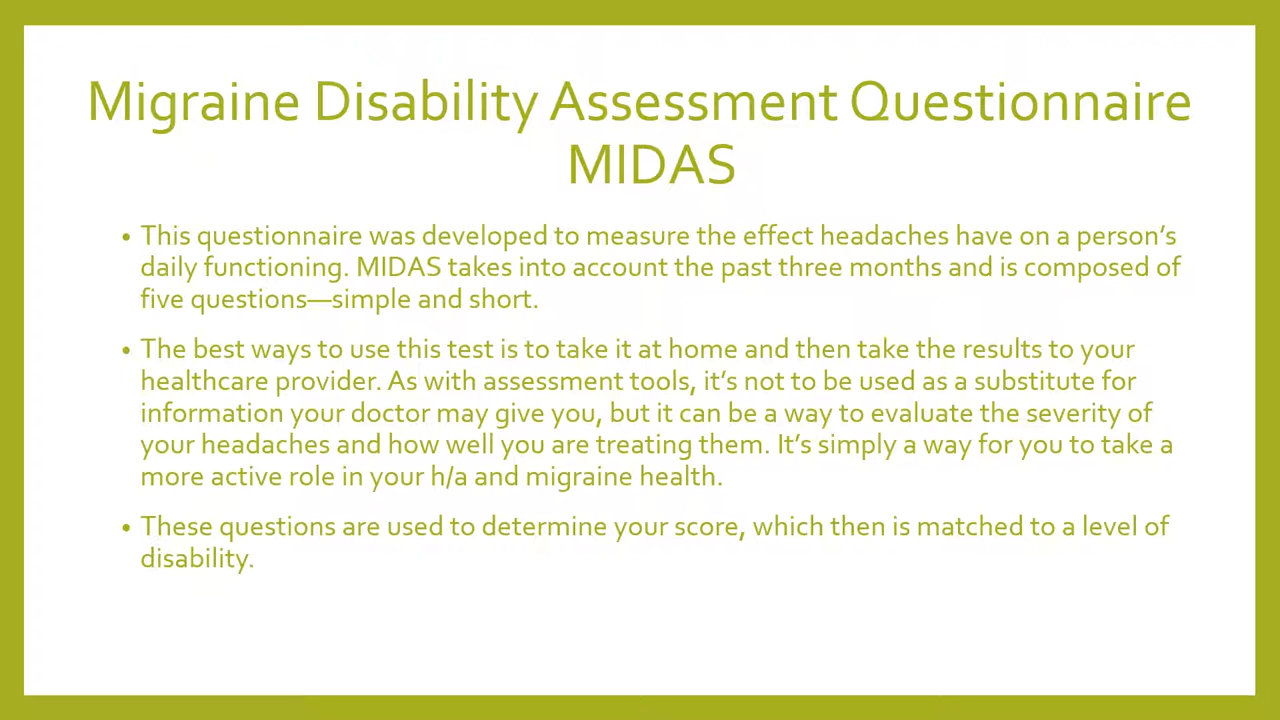 Migraine Disability Assessment Questionnaire
MIDAS
• This questionnaire was developed to measure the effect headaches have on a person's
daily functioning. MIDAS takes into account the past three months and is composed of
five questions—simple and short.
• The best ways to use this test is to take it at home and then take the results to your
healthcare provider. As with assessment tools, it's not to be used as a substitute for
information your doctor may give you, but it can be a way to evaluate the severity of
your headaches and how well you are treating them. It's simply a way for you to take a
more active role in your h/a and migraine health.
• These questions are used to determine your score, which then is matched to a level of
disability.